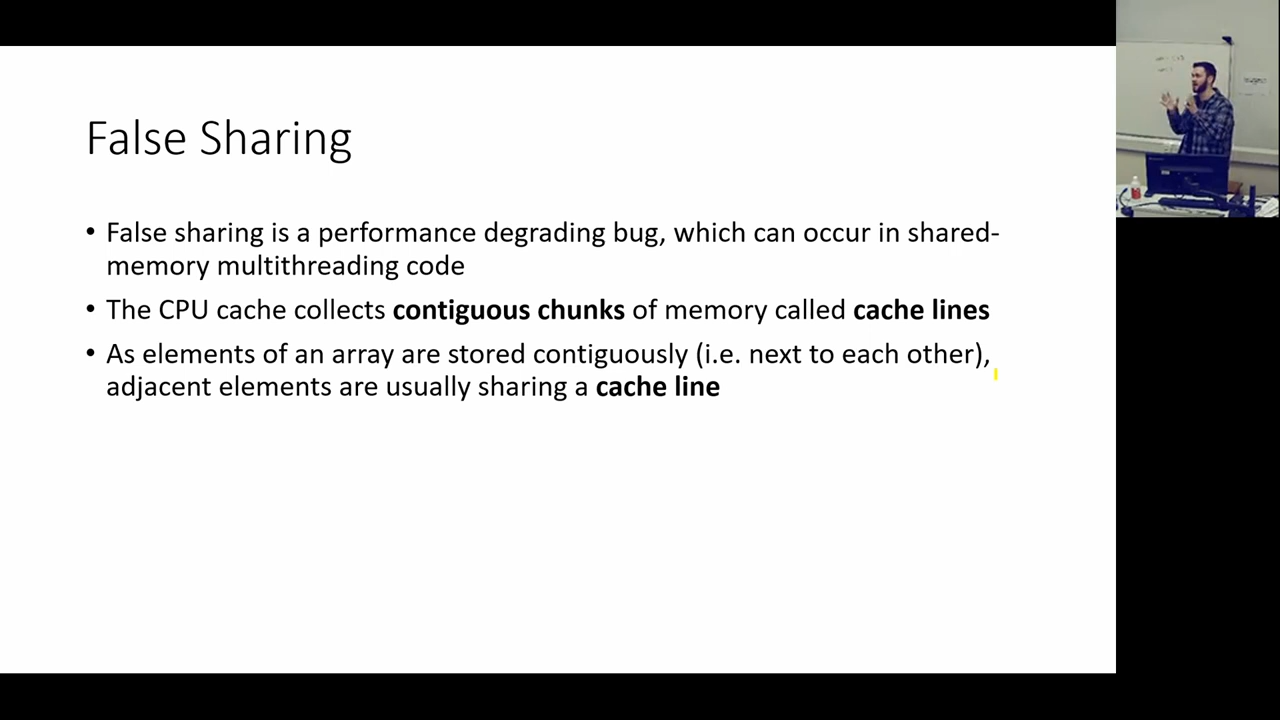 False Sharing
• False sharing is a performance degrading bug, which can occur in shared-
memory multithreading code
• The CPU cache collects contiguous chunks of memory called cache lines
• As elements of an array are stored contiguously (i.e. next to each other),
adjacent elements are usually sharing a cache line